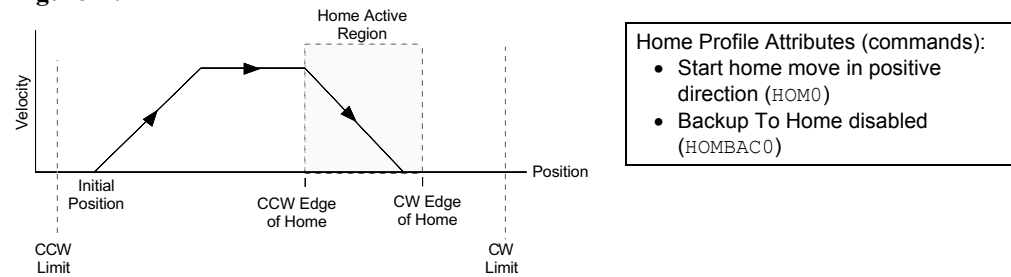 Home Active
Region
Velocity
Position
Initial
Position
CCW Edge
of Home
CW Edge
of Home
CCW
Limit
CW
Limit
Home Profile Attributes (commands):
• Start home move in positive
direction (HOM0)
• Backup To Home disabled
(HOMBAC0)